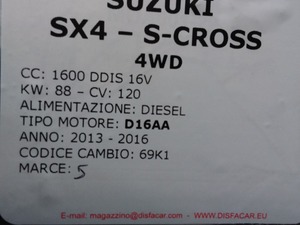 SUZUKI
SX4 – S-CROSS
4WD
CC: 1600 DDIS 16V
KW: 88 – CV: 120
ALIMENTAZIONE: DIESEL
TIPO MOTORE: D16AA
ANNO: 2013 - 2016
CODICE CAMBIO: 69K1
MARCE: 5
E-mail: magazzino@disfacar.com - WWW.DISFACAR.EU